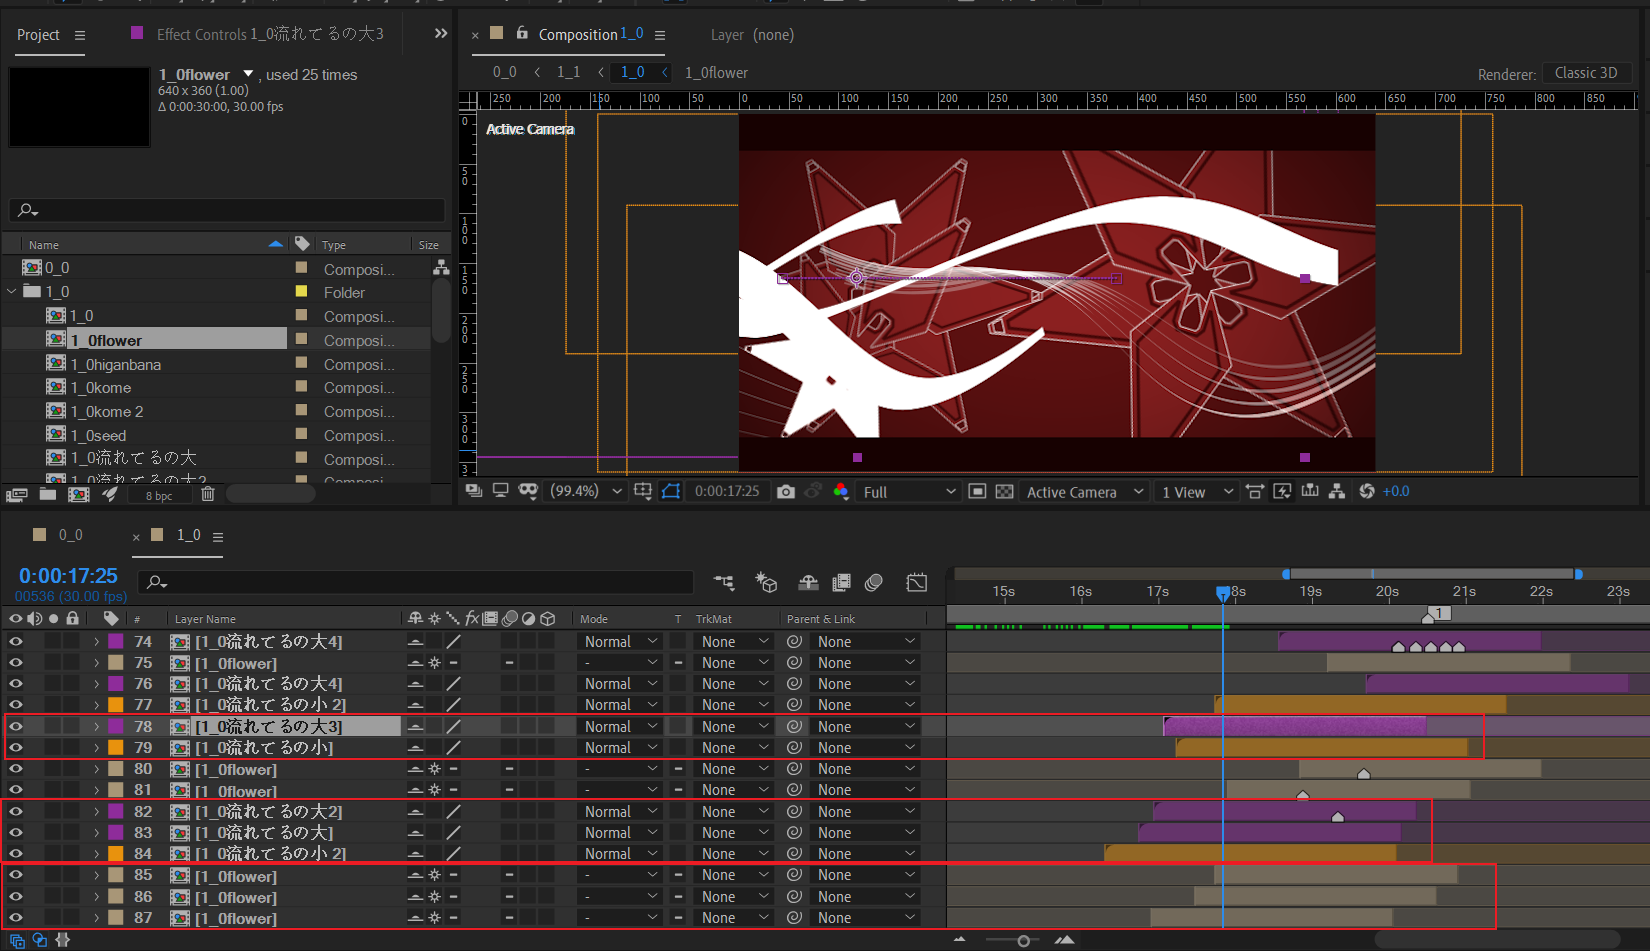 Project
Effect Controls 1_0流れてるの大3
1_0flower , used 25 times
640 x 360 (1.00)
Δ 0:00:30:00, 30.00 fps
Name Type Size
0_0 Composi...
1_0 Folder
1_0 Composi...
1_0flower Composi...
1_0higanbana Composi...
1_0kome Composi...
1_0kome 2 Composi...
1_0seed Composi...
1_0流れてるの大 Composi...
1_0流れてるの大2 Composi...
8 bpc
Composition 1_0
Layer (none)
0_0 1_1 1_0 1_0flower
Renderer: Classic 3D
250 200 150 100 50 0 50 100 150 200 250 300 350 400 450 500 550 600 650 700 750 800 850
0
50
100
150
200
250
300
3
Active Camera
(99.4%) 0:00:17:25 Full Active Camera 1 View +0.0
0_0 1_0
0:00:17:25
00536 (30.00 fps)
15s 16s 17s 18s 19s 20s 21s 22s 23s
# Layer Name Mode T TrkMat Parent & Link
1
74 [1_0流れてるの大4] Normal None None
75 [1_0flower] - None None
76 [1_0流れてるの大4] Normal None None
77 [1_0流れてるの小 2] Normal None None
78 [1_0流れてるの大3] Normal None None
79 [1_0流れてるの小] Normal None None
80 [1_0flower] - None None
81 [1_0flower] - None None
82 [1_0流れてるの大2] Normal None None
83 [1_0流れてるの大] Normal None None
84 [1_0流れてるの小 2] Normal None None
85 [1_0flower] - None None
86 [1_0flower] - None None
87 [1_0flower] - None None